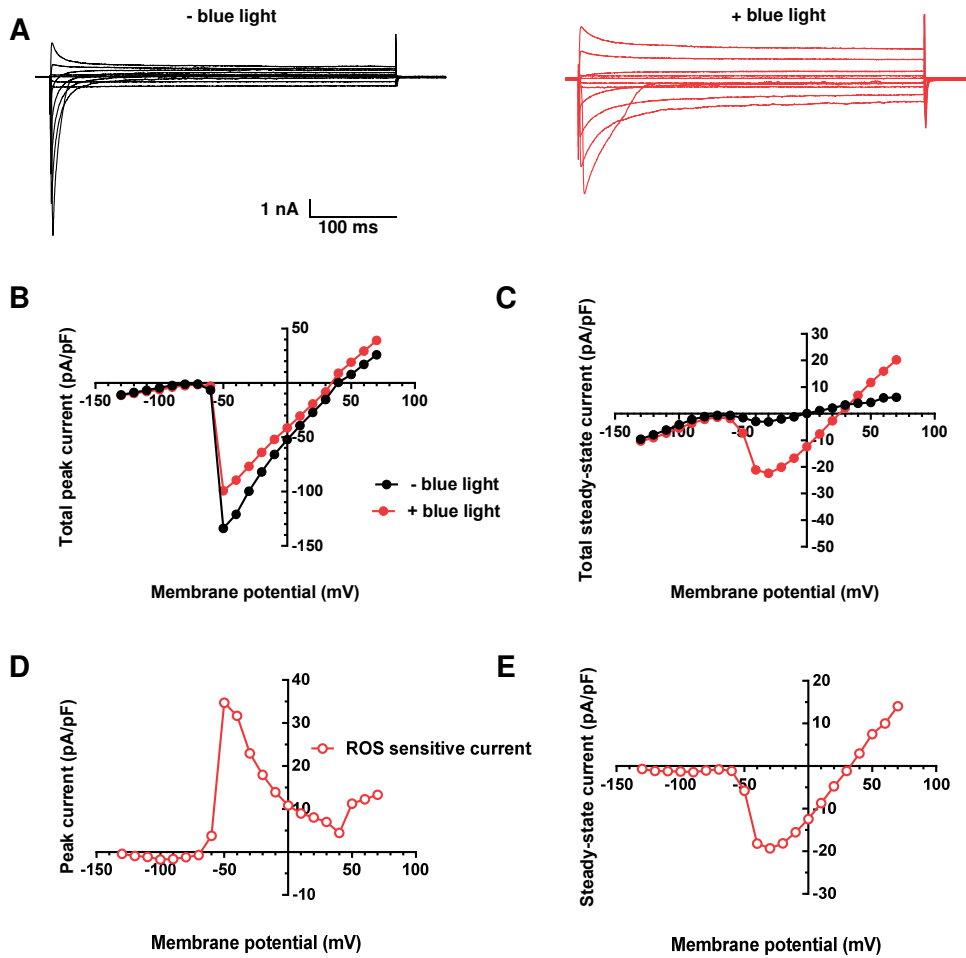 A
- blue light
+ blue light
1 nA
100 ms
B
Total peak current (pA/pF)
50
-150
-100
-50
0
50
100
-50
-100
-150
- blue light
+ blue light
Membrane potential (mV)
C
Total steady-state current (pA/pF)
30
20
10
-150
-100
-50
0
50
100
-10
-20
-30
-40
-50
Membrane potential (mV)
D
Peak current (pA/pF)
40
30
20
10
ROS sensitive current
-150
-100
-50
0
50
100
-10
Membrane potential (mV)
E
Steady-state current (pA/pF)
20
10
-150
-100
-50
0
50
100
-10
-20
-30
Membrane potential (mV)